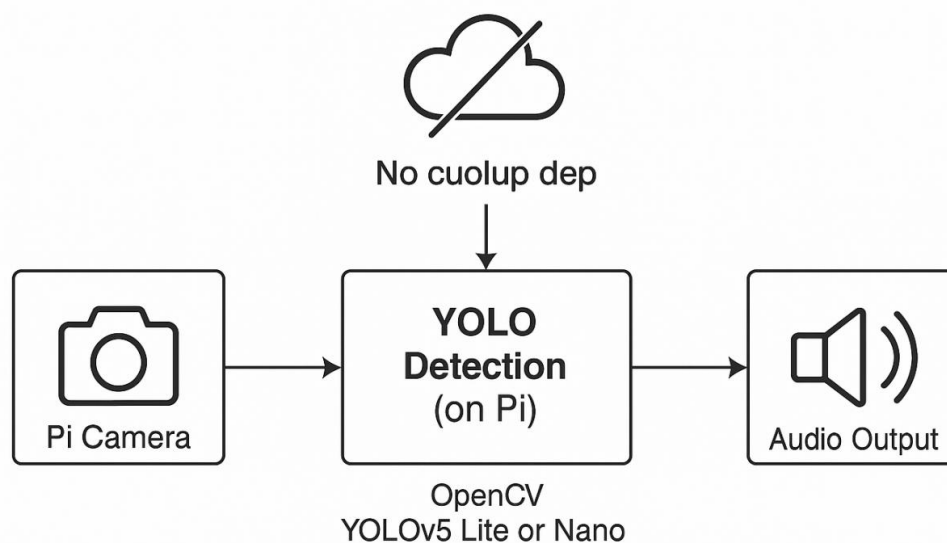 No cuolup dep
Pi Camera
YOLO
Detection
(on Pi)
Audio Output
OpenCV
YOLOv5 Lite or Nano